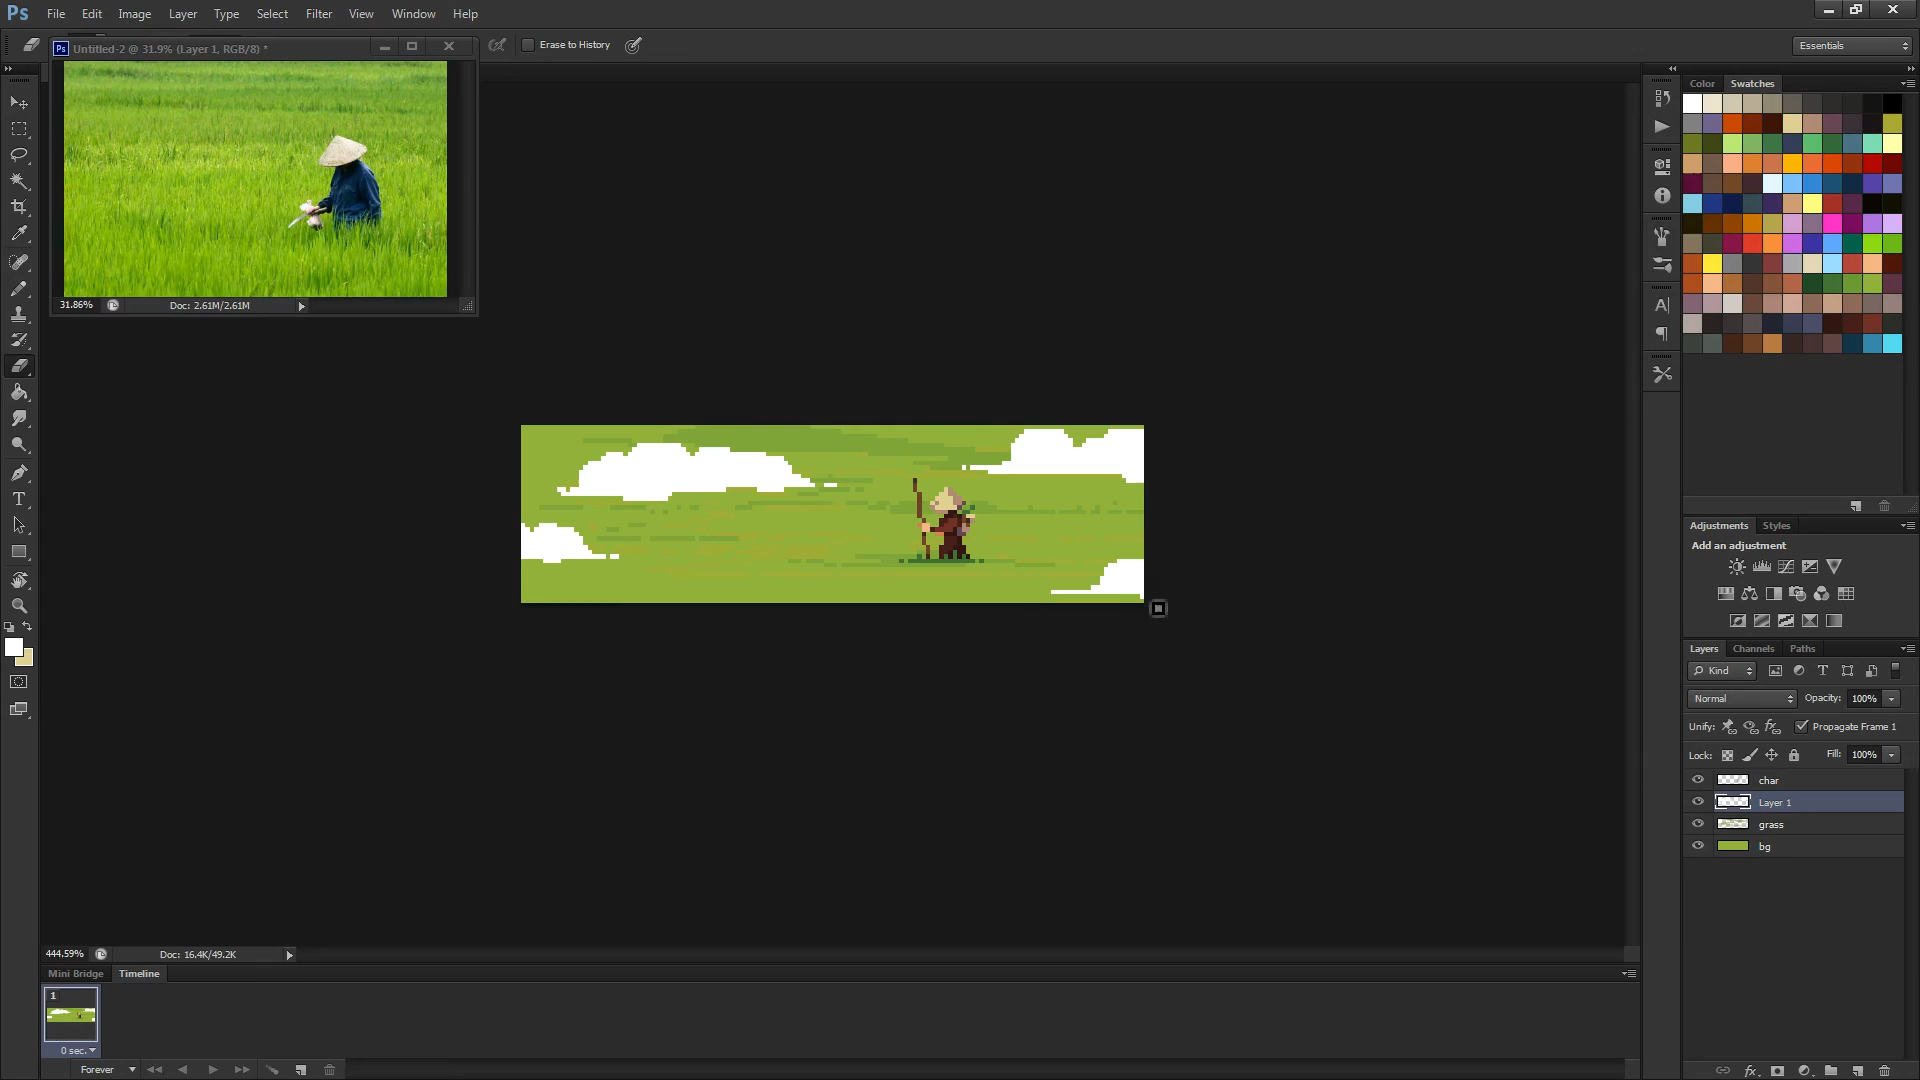 Ps File Edit Image Layer Type Select Filter View Window Help
Ps Untitled-2 @ 31.9% (Layer 1, RGB/8) *
Erase to History
Essentials
Color Swatches
31.86% Doc: 2.61M/2.61M
Adjustments Styles
Add an adjustment
Layers Channels Paths
Kind
Normal Opacity: 100%
Unify: Propagate Frame 1
Lock: Fill: 100%
char
Layer 1
grass
bg
444.59% Doc: 16.4K/49.2K
Mini Bridge Timeline
1
0 sec.
Forever